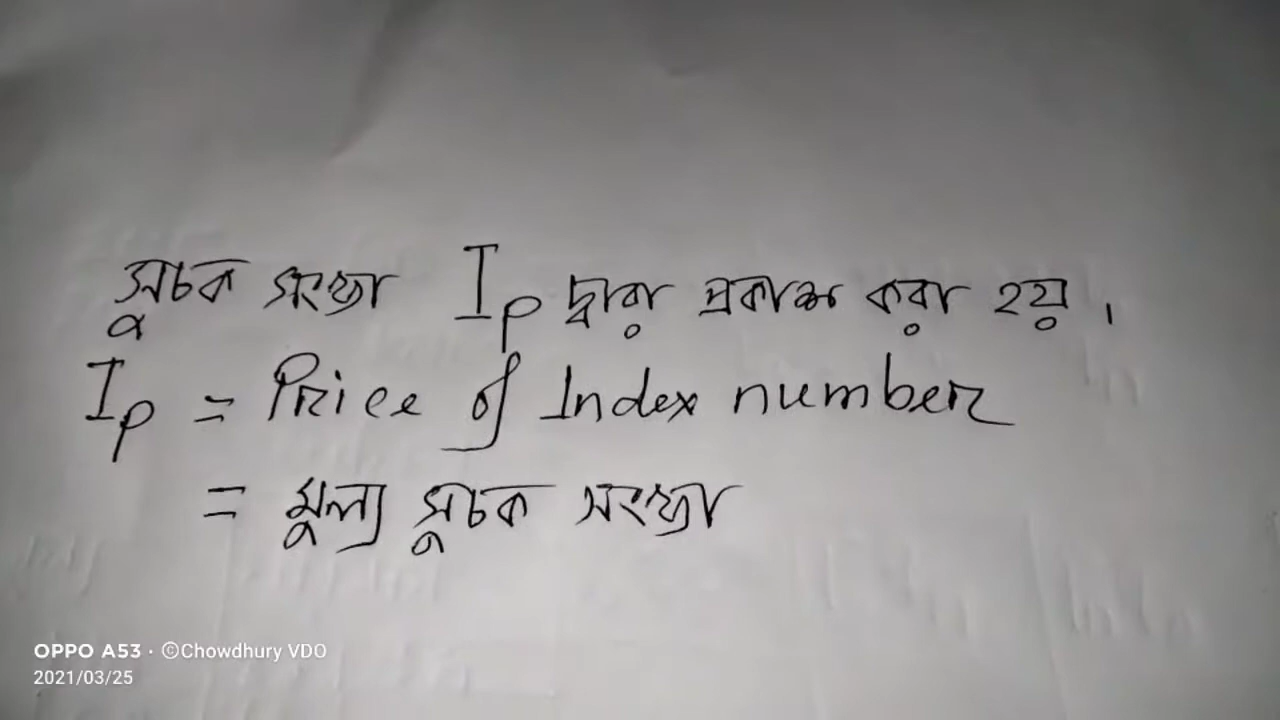 সুচক সংখ্যা Ip দ্বারা প্রকাশ করা হয়।
Ip = Price of Index number
= মুল্য সুচক সংখ্যা
OPPO A53 · ©Chowdhury VDO
2021/03/25